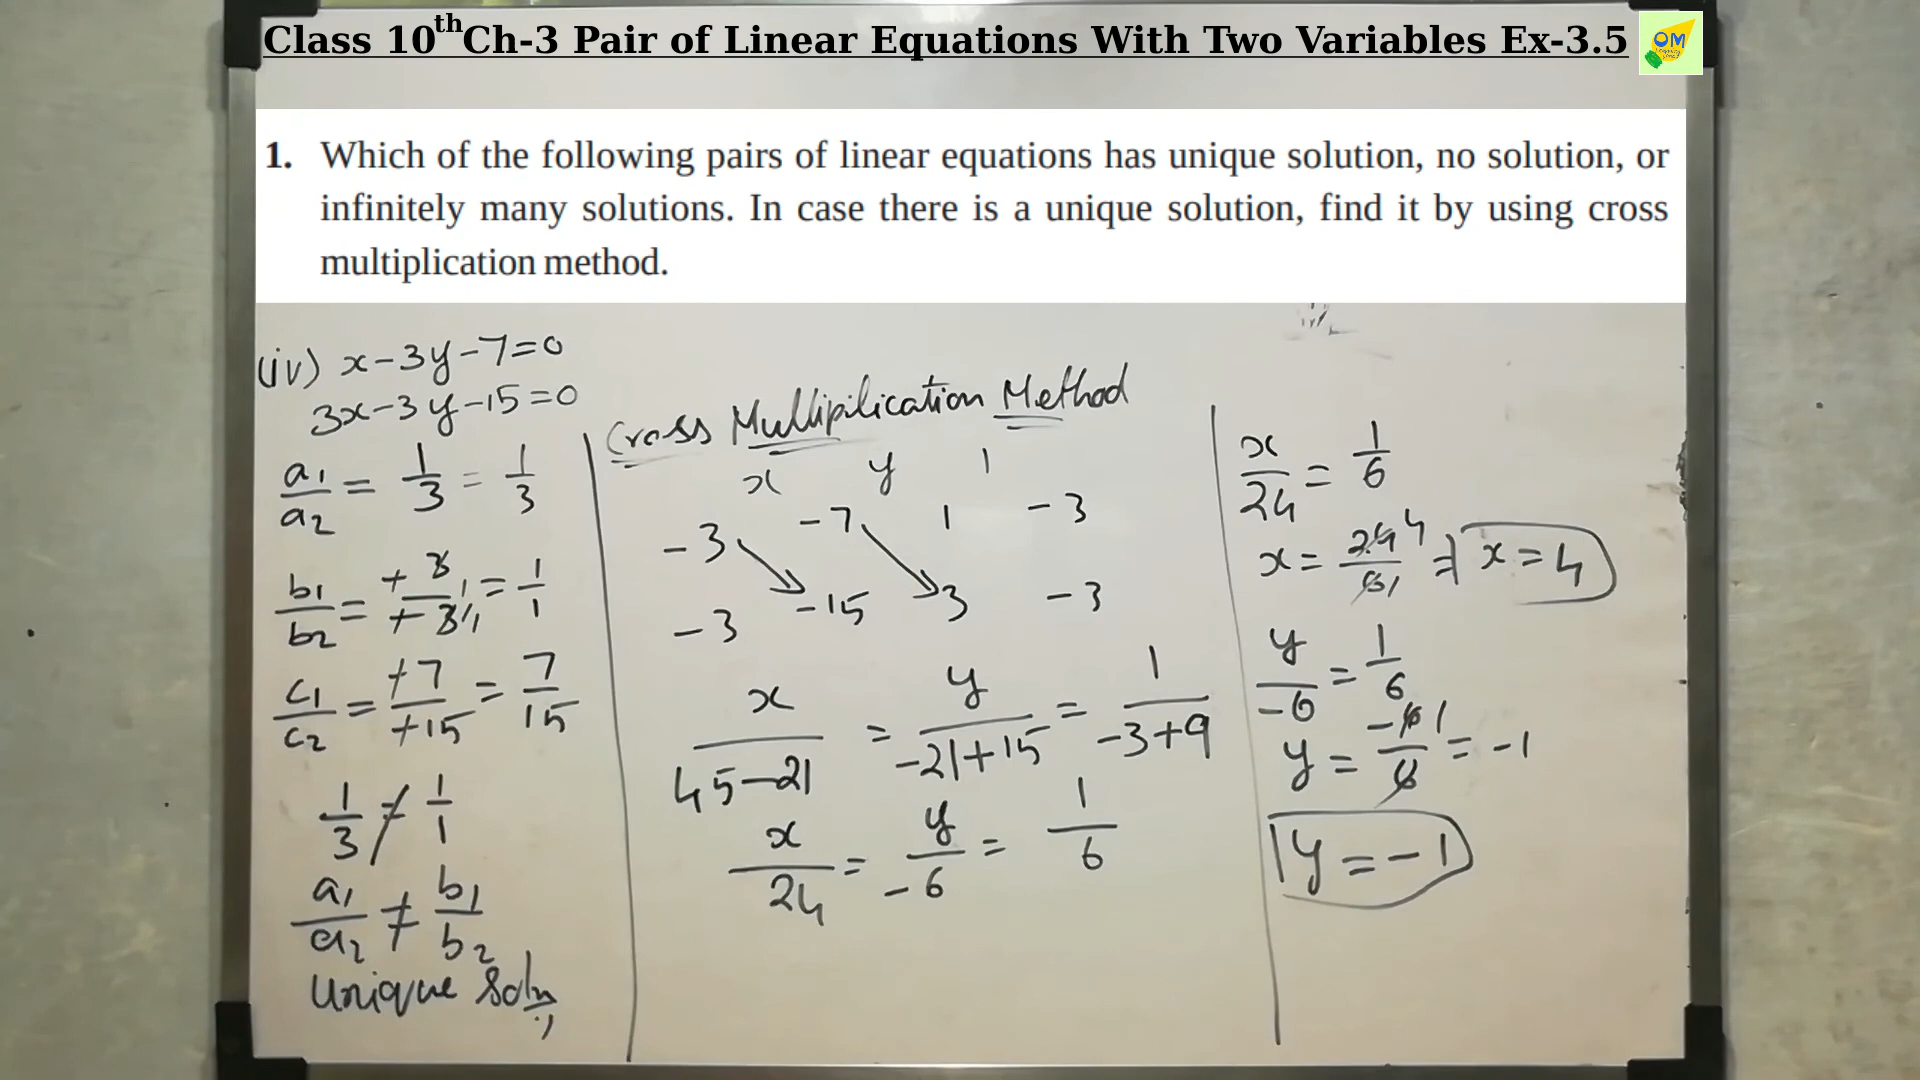 Class 10th Ch-3 Pair of Linear Equations With Two Variables Ex-3.5
OM
1. Which of the following pairs of linear equations has unique solution, no solution, or
infinitely many solutions. In case there is a unique solution, find it by using cross
multiplication method.
(iv) x-3y-7=0
3x-3y-15=0
a1/a2 = 1/3 = 1/3
b1/b2 = +3/+3 1/1 = 1/1
c1/c2 = +7/+15 = 7/15
1/3 ≠ 1/1
a1/a2 ≠ b1/b2
Unique Soln
Cross Mulliplilication Method
x y 1
-3 -7 1 -3
-3 -15 3 -3
x/45-21 = y/-21+15 = 1/-3+9
x/24 = y/-6 = 1/6
x/24 = 1/6
x = 24/6 4/1 = x = 4
y/-6 = 1/6
y = -6/6 1 = -1
y = -1